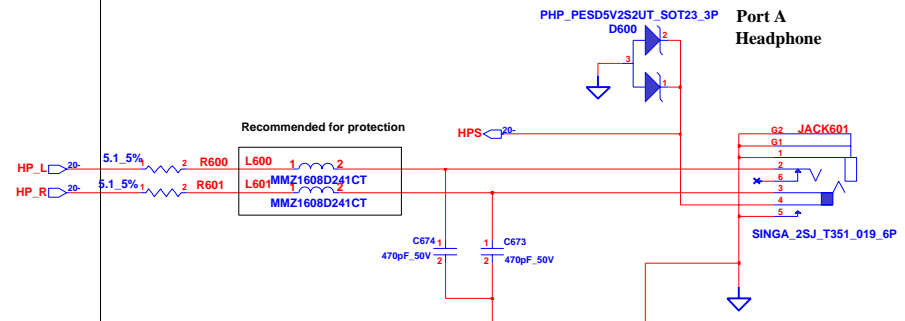 PHP_PESD5V2S2UT_SOT23_3P
D600
Port A
Headphone
2
3
1
Recommended for protection
HPS
20-
G2
JACK601
G1
1
HP_L
20-
5.1_5%
1
2
R600
L600
1
2
2
MMZ1608D241CT
6
HP_R
20-
5.1_5%
1
2
R601
L601
1
2
3
MMZ1608D241CT
4
5
SINGA_2SJ_T351_019_6P
C674
1
2
470pF_50V
1
C673
2
470pF_50V